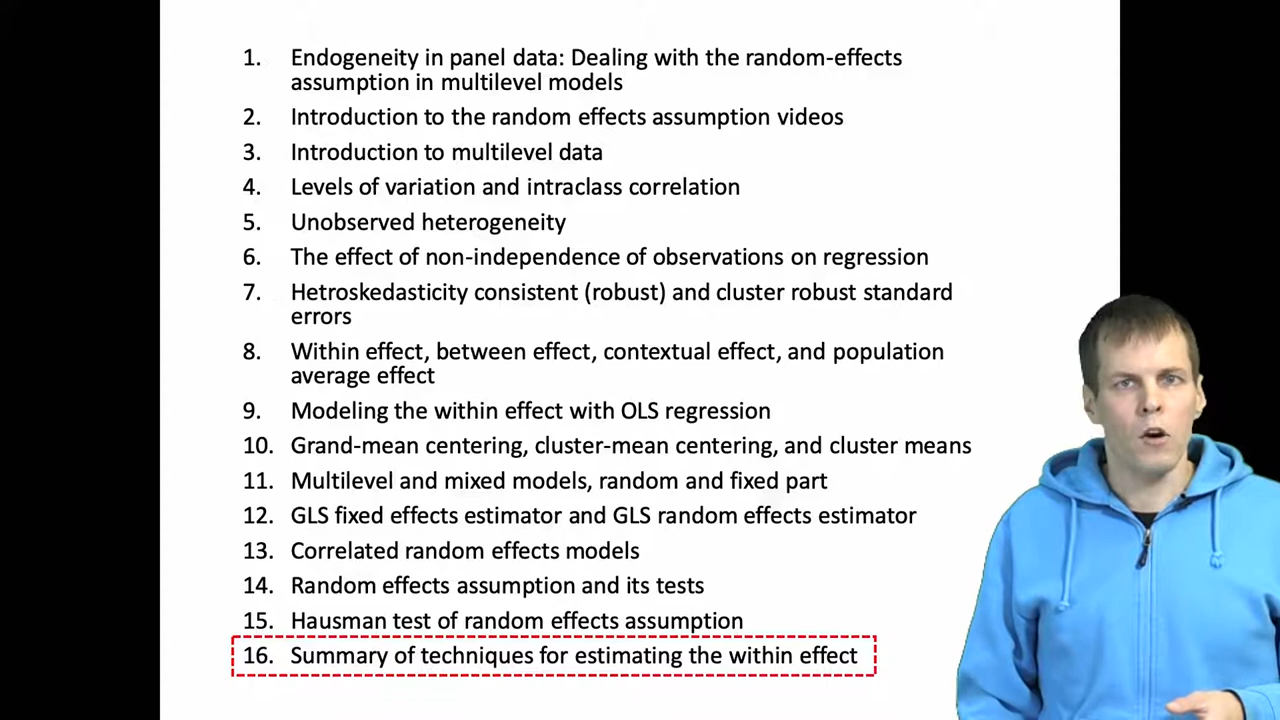 1. Endogeneity in panel data: Dealing with the random-effects
assumption in multilevel models
2. Introduction to the random effects assumption videos
3. Introduction to multilevel data
4. Levels of variation and intraclass correlation
5. Unobserved heterogeneity
6. The effect of non-independence of observations on regression
7. Hetroskedasticity consistent (robust) and cluster robust standard
errors
8. Within effect, between effect, contextual effect, and population
average effect
9. Modeling the within effect with OLS regression
10. Grand-mean centering, cluster-mean centering, and cluster means
11. Multilevel and mixed models, random and fixed part
12. GLS fixed effects estimator and GLS random effects estimator
13. Correlated random effects models
14. Random effects assumption and its tests
15. Hausman test of random effects assumption
16. Summary of techniques for estimating the within effect